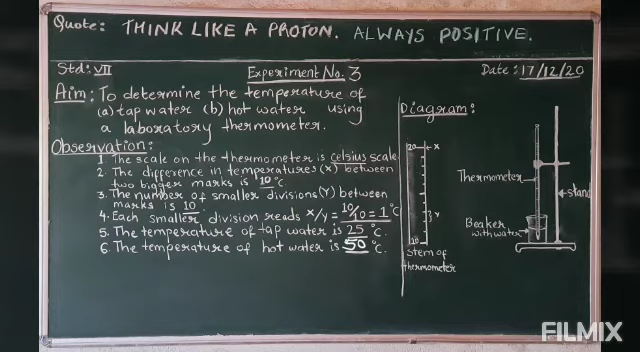 Quote: THINK LIKE A PROTON. ALWAYS POSITIVE.
Std: VII
Experiment No. 3
Date: 17/12/20
Aim: To determine the temperature of
(a) tap water (b) hot water using
a laboratory thermometer.
Observation:
1. The scale on the thermometer is celsius scale
2. The difference in temperatures (X) between
two bigger marks is 10°C
3. The number of smaller divisions (Y) between
marks is 10
4. Each smaller division reads X/Y = 10/10 = 1°C
5. The temperature of tap water is 25 °C.
6. The temperature of hot water is 50 °C.
Diagram:
20 ← X
}Y
10
Stem of
thermometer
Thermometer
stand
Beaker
with water
FILMIX